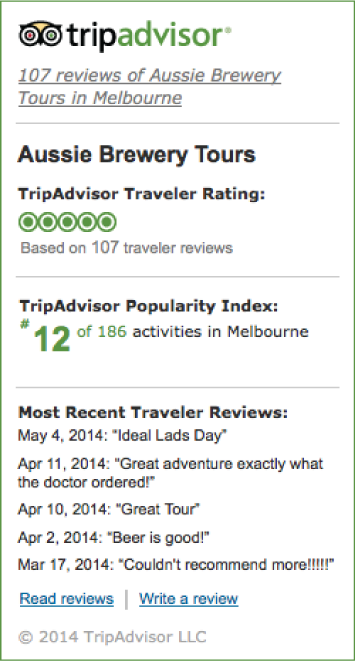 tripadvisor®
107 reviews of Aussie Brewery
Tours in Melbourne
Aussie Brewery Tours
TripAdvisor Traveler Rating:
Based on 107 traveler reviews
TripAdvisor Popularity Index:
#12 of 186 activities in Melbourne
Most Recent Traveler Reviews:
May 4, 2014: “Ideal Lads Day”
Apr 11, 2014: “Great adventure exactly what
the doctor ordered!”
Apr 10, 2014: “Great Tour”
Apr 2, 2014: “Beer is good!”
Mar 17, 2014: “Couldn't recommend more!!!!!”
Read reviews | Write a review
© 2014 TripAdvisor LLC